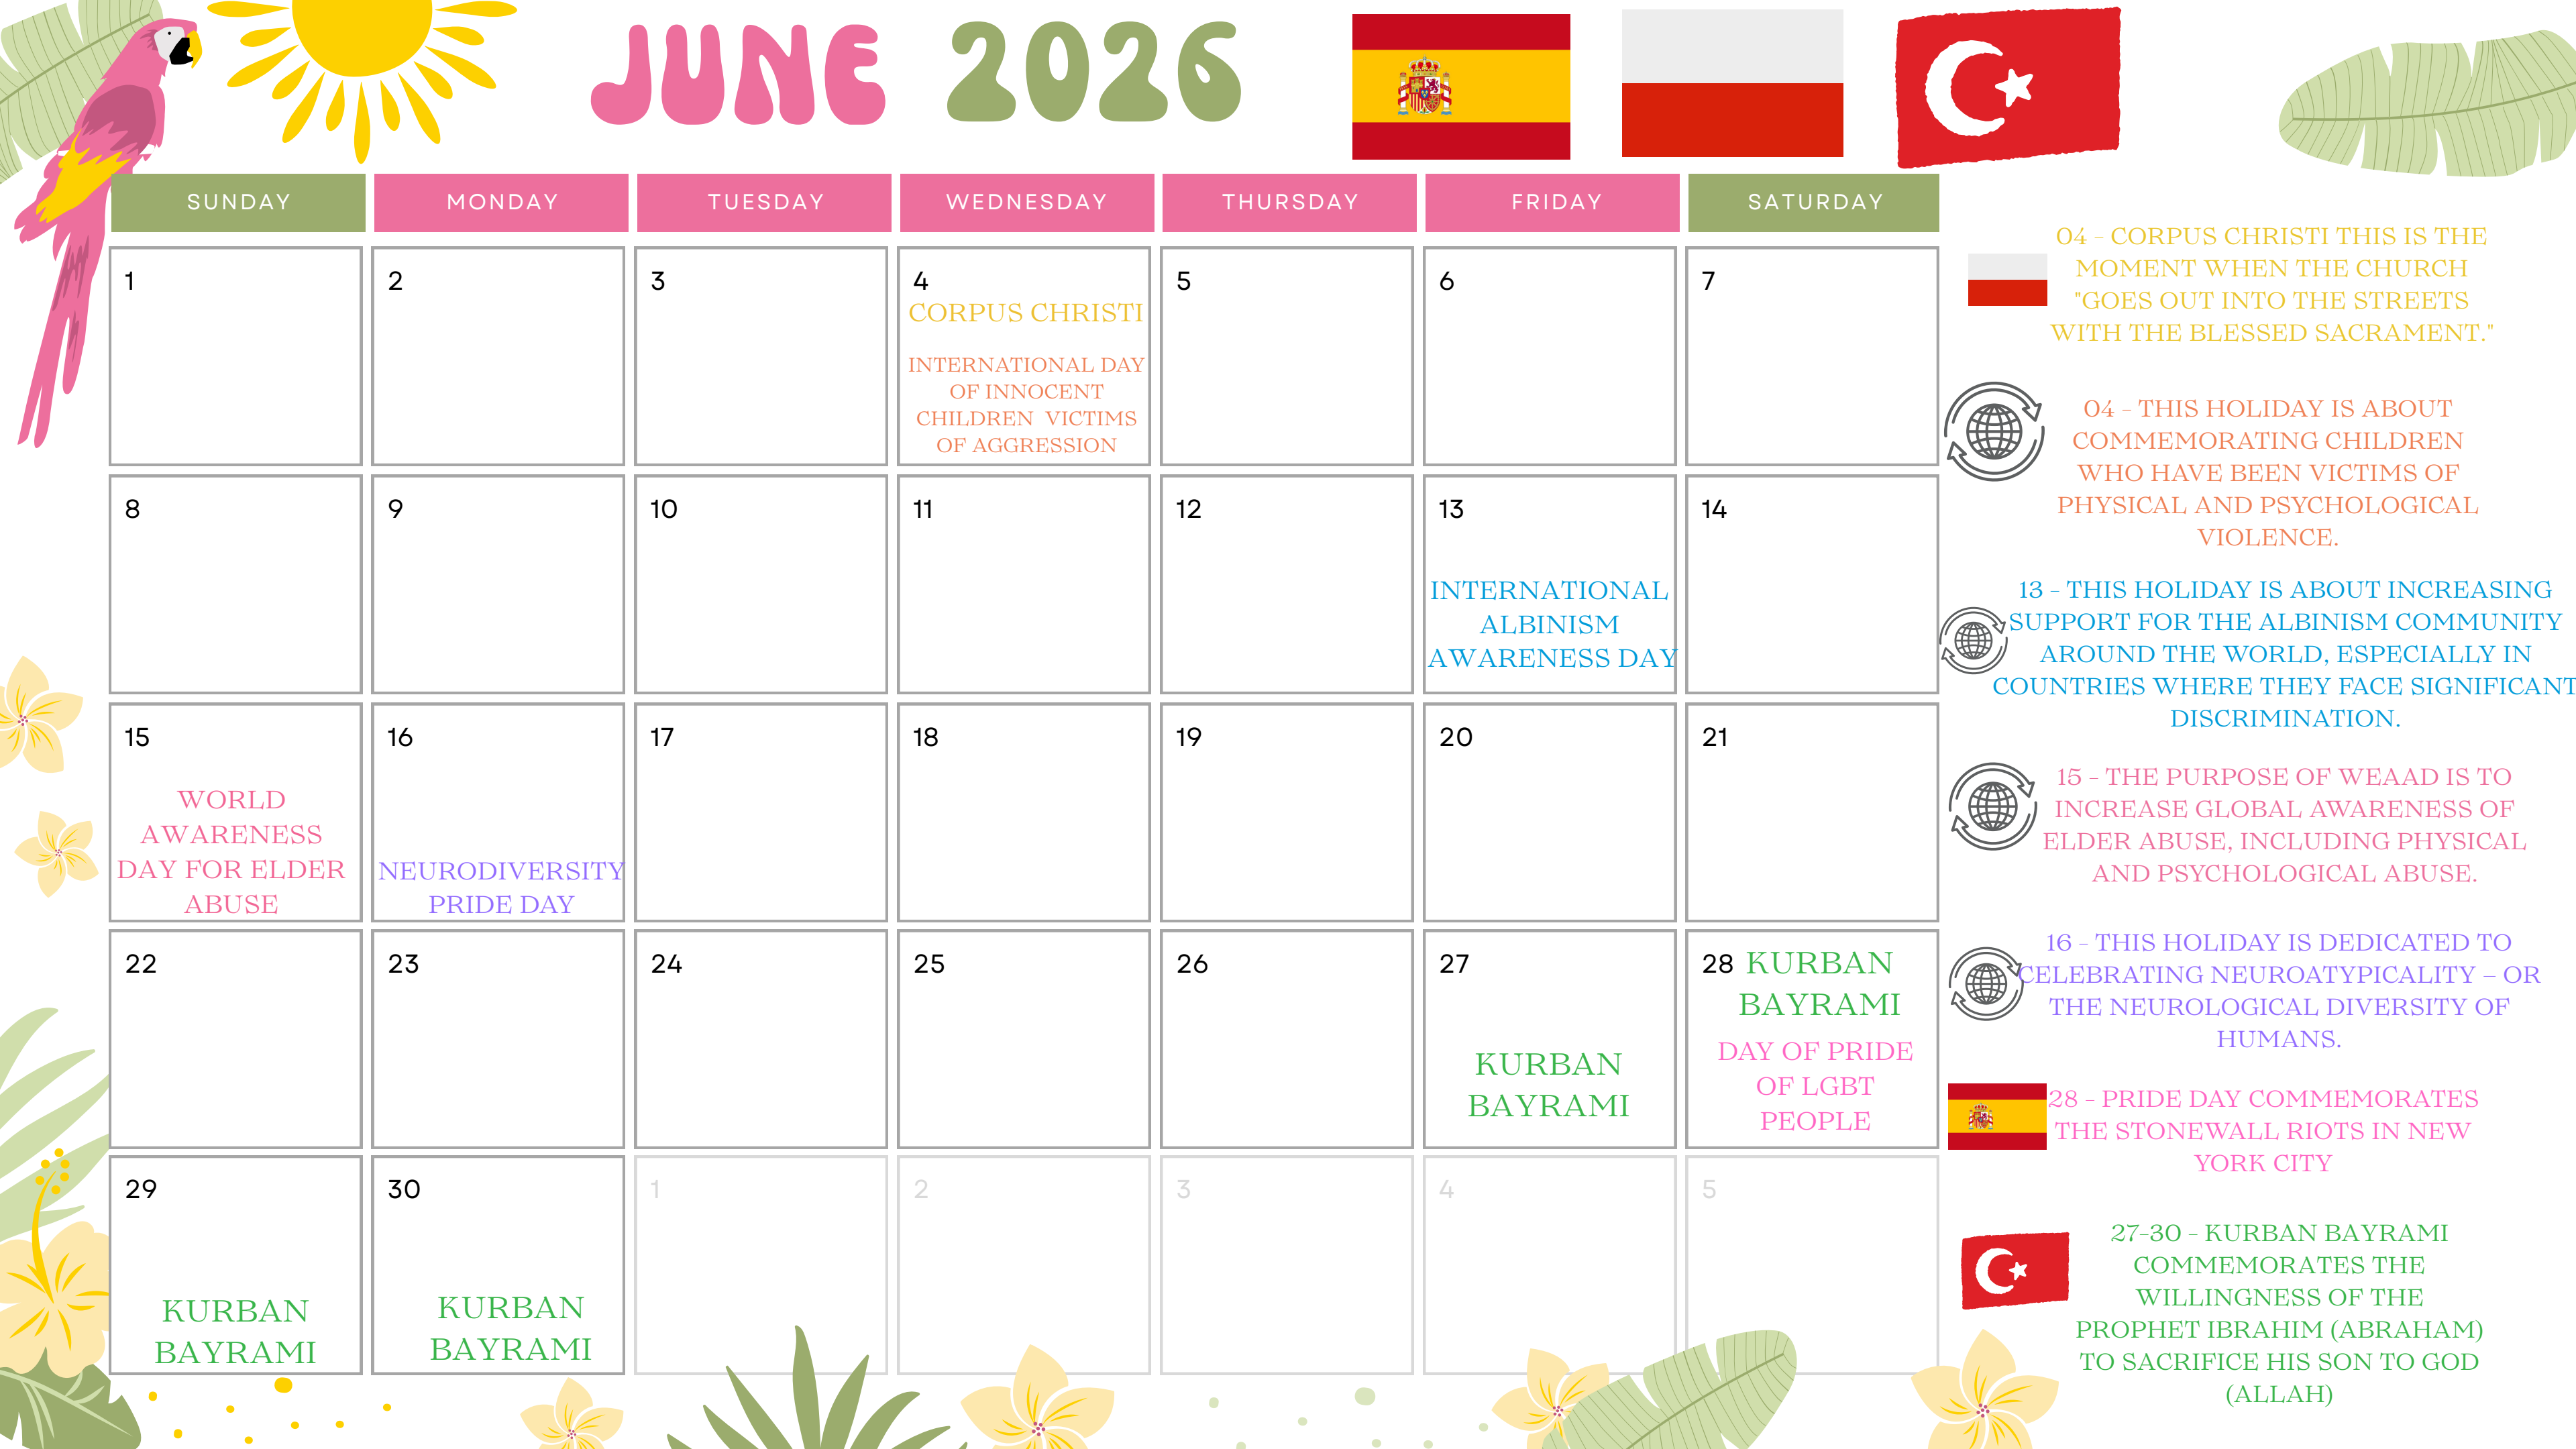 JUNE 2026
SUNDAY MONDAY TUESDAY WEDNESDAY THURSDAY FRIDAY SATURDAY
1
2
3
4
CORPUS CHRISTI
INTERNATIONAL DAY
OF INNOCENT
CHILDREN VICTIMS
OF AGGRESSION
5
6
7
8
9
10
11
12
13
INTERNATIONAL
ALBINISM
AWARENESS DAY
14
15
WORLD
AWARENESS
DAY FOR ELDER
ABUSE
16
NEURODIVERSITY
PRIDE DAY
17
18
19
20
21
22
23
24
25
26
27
KURBAN
BAYRAMI
28 KURBAN
BAYRAMI
DAY OF PRIDE
OF LGBT
PEOPLE
29
KURBAN
BAYRAMI
30
KURBAN
BAYRAMI
1
2
3
4
5
04 - CORPUS CHRISTI THIS IS THE
MOMENT WHEN THE CHURCH
"GOES OUT INTO THE STREETS
WITH THE BLESSED SACRAMENT."
04 - THIS HOLIDAY IS ABOUT
COMMEMORATING CHILDREN
WHO HAVE BEEN VICTIMS OF
PHYSICAL AND PSYCHOLOGICAL
VIOLENCE.
13 - THIS HOLIDAY IS ABOUT INCREASING
SUPPORT FOR THE ALBINISM COMMUNITY
AROUND THE WORLD, ESPECIALLY IN
COUNTRIES WHERE THEY FACE SIGNIFICANT
DISCRIMINATION.
15 - THE PURPOSE OF WEAAD IS TO
INCREASE GLOBAL AWARENESS OF
ELDER ABUSE, INCLUDING PHYSICAL
AND PSYCHOLOGICAL ABUSE.
16 - THIS HOLIDAY IS DEDICATED TO
CELEBRATING NEUROATYPICALITY – OR
THE NEUROLOGICAL DIVERSITY OF
HUMANS.
28 - PRIDE DAY COMMEMORATES
THE STONEWALL RIOTS IN NEW
YORK CITY
27-30 - KURBAN BAYRAMI
COMMEMORATES THE
WILLINGNESS OF THE
PROPHET IBRAHIM (ABRAHAM)
TO SACRIFICE HIS SON TO GOD
(ALLAH)